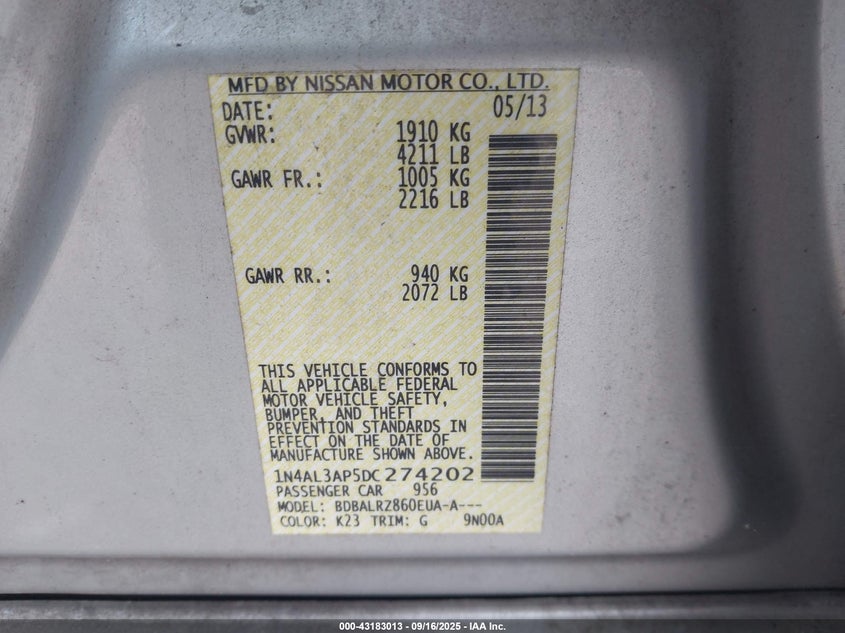 MFD BY NISSAN MOTOR CO., LTD.
DATE: 05/13
GVWR: 1910 KG
4211 LB
GAWR FR.: 1005 KG
2216 LB
GAWR RR.: 940 KG
2072 LB
THIS VEHICLE CONFORMS TO
ALL APPLICABLE FEDERAL
MOTOR VEHICLE SAFETY,
BUMPER, AND THEFT
PREVENTION STANDARDS IN
EFFECT ON THE DATE OF
MANUFACTURE SHOWN ABOVE.
1N4AL3AP5DC274202
PASSENGER CAR 956
MODEL: BDBALRZ860EUA-A---
COLOR: K23 TRIM: G 9N00A
000-43183013 - 09/16/2025 - IAA Inc.